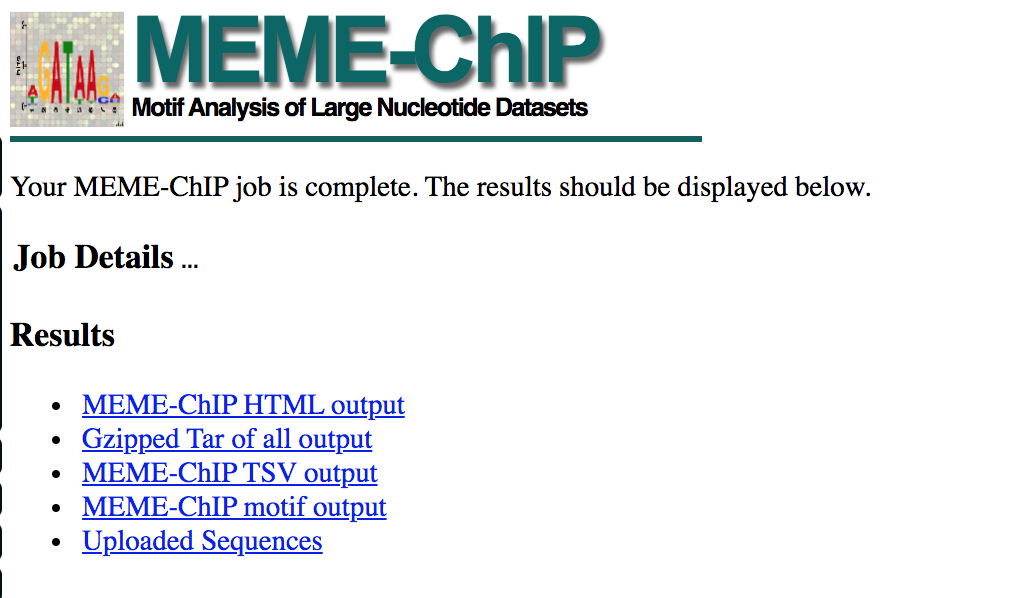 GATAAG
MEME-ChIP
Motif Analysis of Large Nucleotide Datasets
Your MEME-ChIP job is complete. The results should be displayed below.
Job Details ...
Results
MEME-ChIP HTML output
Gzipped Tar of all output
MEME-ChIP TSV output
MEME-ChIP motif output
Uploaded Sequences